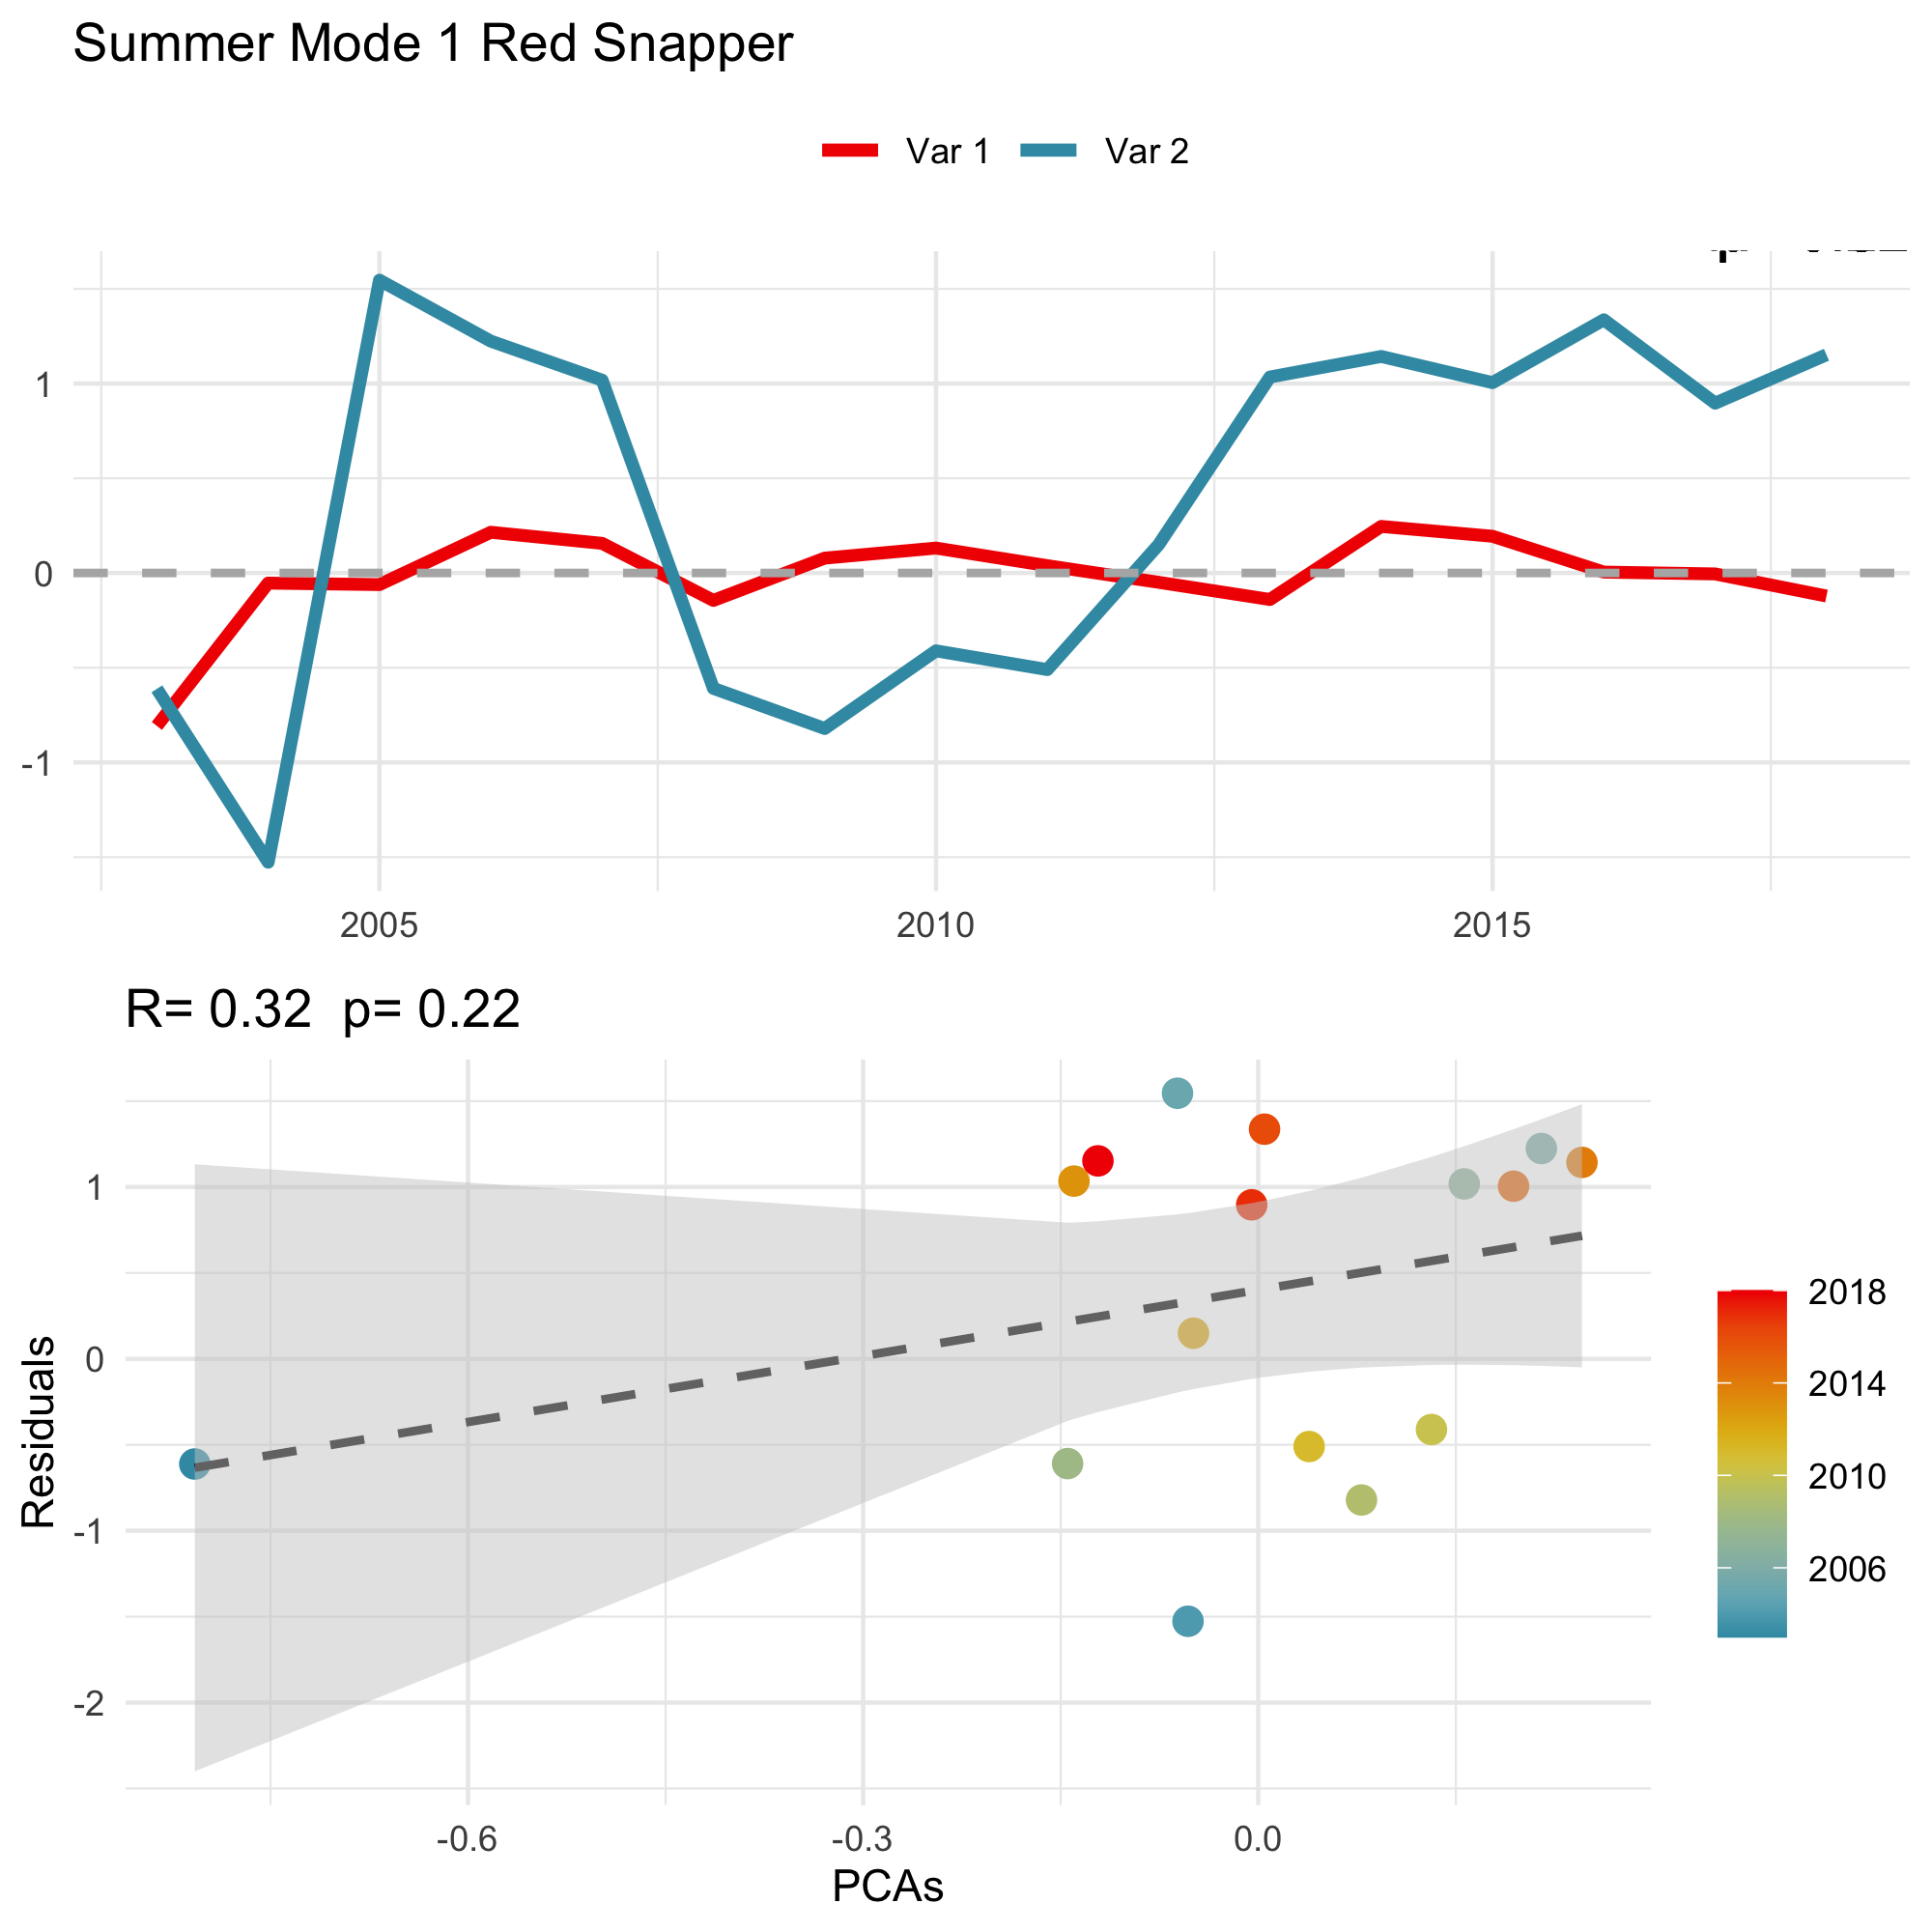 Summer Mode 1 Red Snapper
Var 1 Var 2
1
0
-1
2005 2010 2015
R= 0.32 p= 0.22
Residuals
1
0
-1
-2
-0.6 -0.3 0.0
PCAs
2018
2014
2010
2006